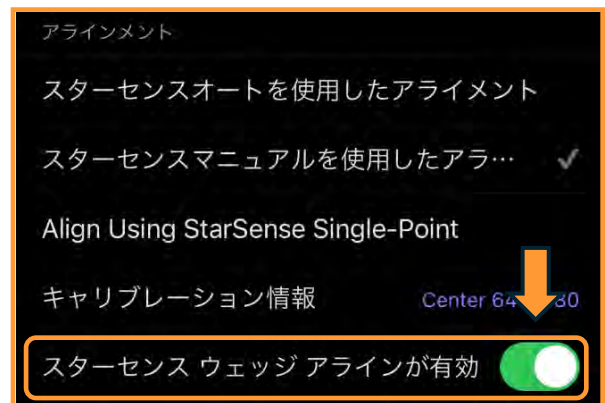 アラインメント
スターセンスオートを使用したアライメント
スターセンスマニュアルを使用したアラ… ✓
Align Using StarSense Single-Point
キャリブレーション情報 Center
スターセンス ウェッジ アラインが有効